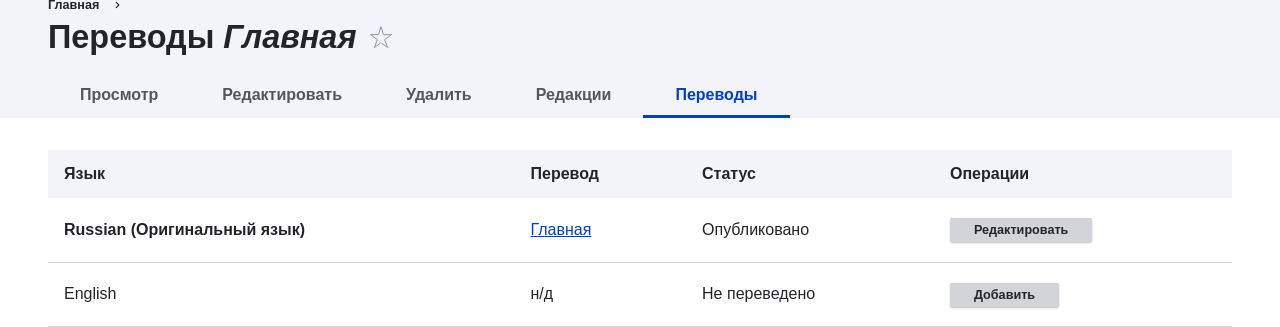 Главная
Переводы Главная
Просмотр Редактировать Удалить Редакции Переводы
Язык Перевод Статус Операции
Russian (Оригинальный язык) Главная Опубликовано Редактировать
English н/д Не переведено Добавить